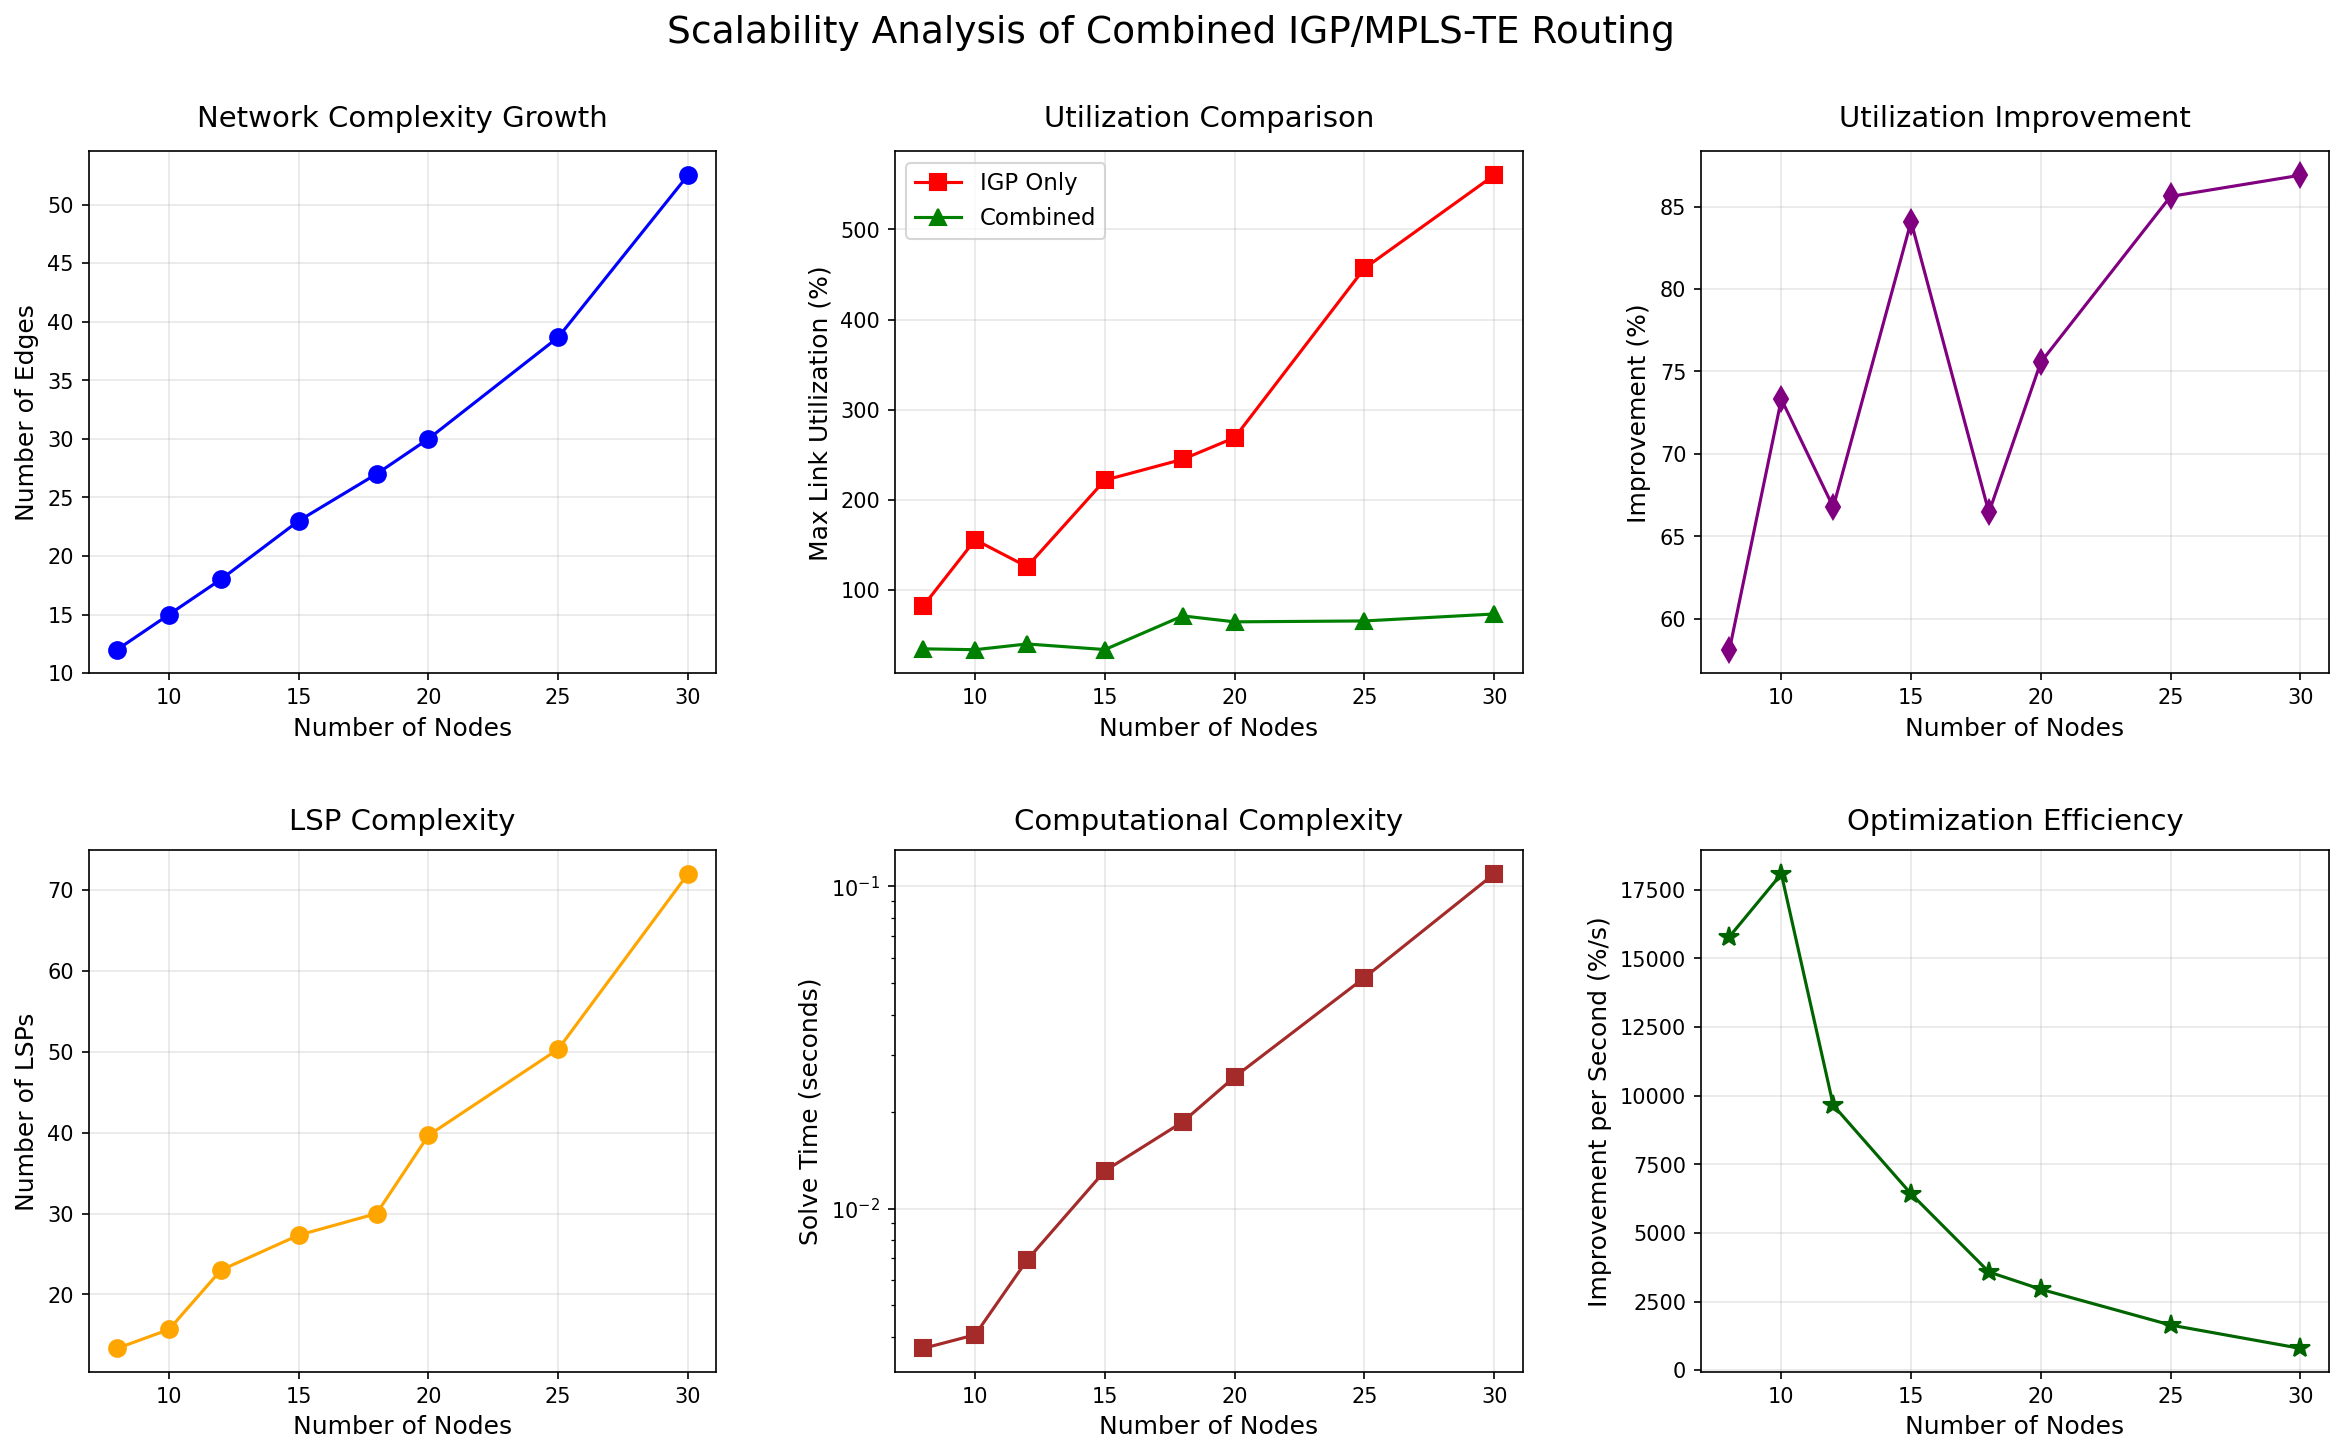 Scalability Analysis of Combined IGP/MPLS-TE Routing
Network Complexity Growth
Number of Edges
50
45
40
35
30
25
20
15
10
10 15 20 25 30
Number of Nodes
Utilization Comparison
IGP Only
Combined
Max Link Utilization (%)
500
400
300
200
100
10 15 20 25 30
Number of Nodes
Utilization Improvement
Improvement (%)
85
80
75
70
65
60
10 15 20 25 30
Number of Nodes
LSP Complexity
Number of LSPs
70
60
50
40
30
20
10 15 20 25 30
Number of Nodes
Computational Complexity
Solve Time (seconds)
10⁻¹
10⁻²
10 15 20 25 30
Number of Nodes
Optimization Efficiency
Improvement per Second (%/s)
17500
15000
12500
10000
7500
5000
2500
0
10 15 20 25 30
Number of Nodes